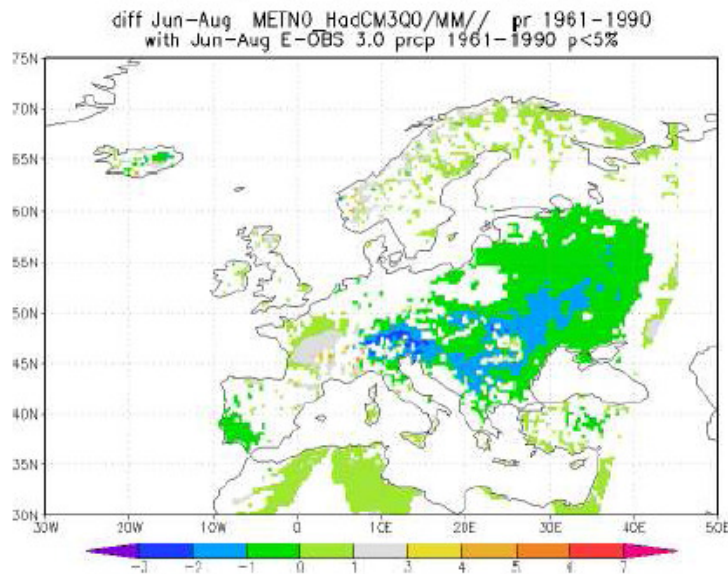 diff Jun-Aug METNO_HadCM3Q0/MM// pr 1961-1990
with Jun-Aug E-OBS 3.0 prcp 1961-1990 p<5%
75N
70N
65N
60N
55N
50N
45N
40N
35N
30N
30W 20W 10W 0 10E 20E 30E 40E 50E
-3 -2 -1 0 1 3 4 5 6 7